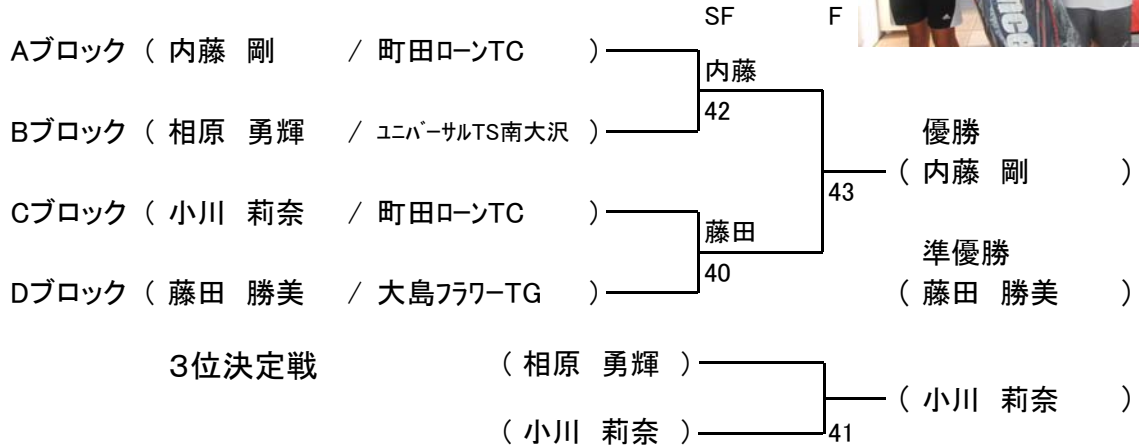 SF F
Aブロック ( 内藤 剛 / 町田ローンTC )
内藤
42
Bブロック ( 相原 勇輝 / ユニバーサルTS南大沢 )
優勝
( 内藤 剛 )
43
Cブロック ( 小川 莉奈 / 町田ローンTC )
藤田
40
準優勝
Dブロック ( 藤田 勝美 / 大島フラワーTG )
( 藤田 勝美 )
3位決定戦
( 相原 勇輝 )
( 小川 莉奈 )
( 小川 莉奈 )
41